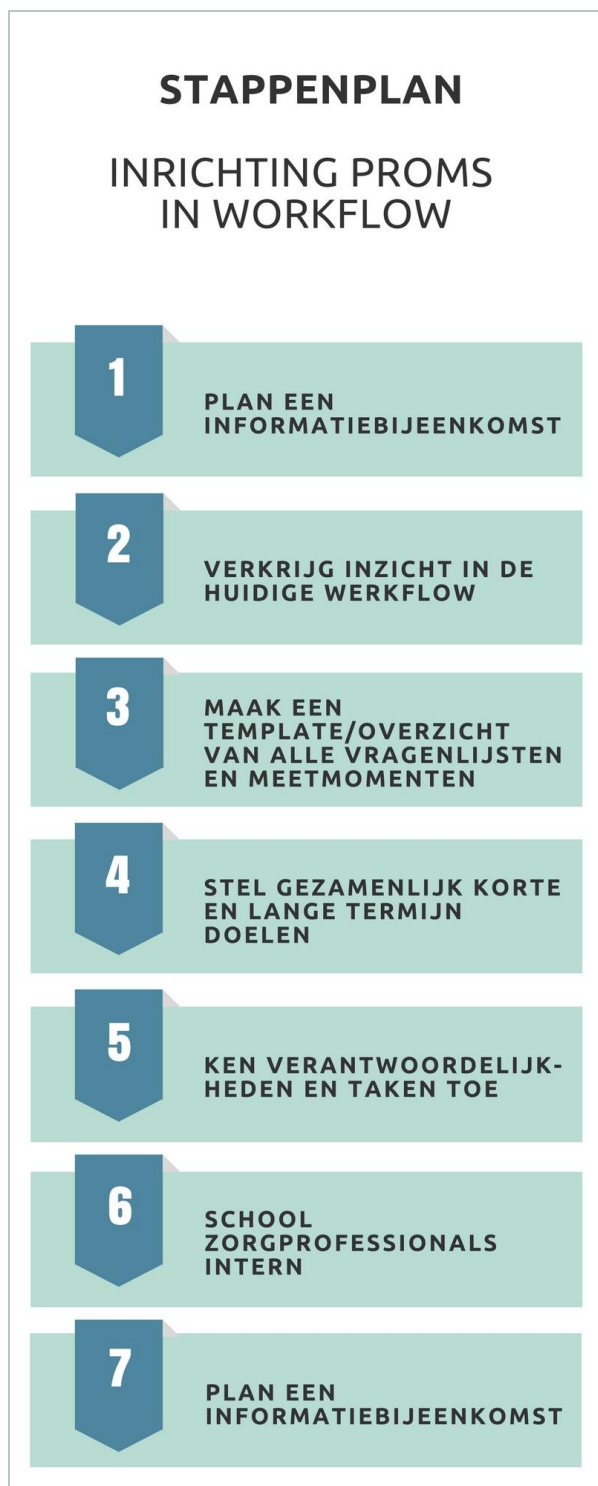 STAPPENPLAN
INRICHTING PROMS
IN WORKFLOW
1
PLAN EEN
INFORMATIEBIJEENKOMST
2
VERKRIJG INZICHT IN DE
HUIDIGE WERKFLOW
3
MAAK EEN
TEMPLATE/OVERZICHT
VAN ALLE VRAGENLIJSTEN
EN MEETMOMENTEN
4
STEL GEZAMENLIJK KORTE
EN LANGE TERMIJN
DOELEN
5
KEN VERANTWOORDELIJK-
HEDEN EN TAKEN TOE
6
SCHOOL
ZORGPROFESSIONALS
INTERN
7
PLAN EEN
INFORMATIEBIJEENKOMST